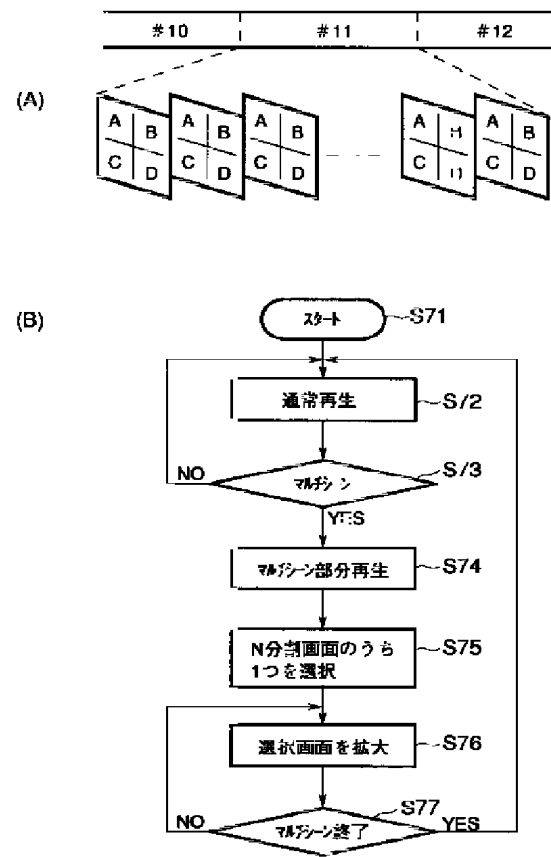 #10 #11 #12
(A)
A B A B A B A B A B
C D C D C D C D C D
(B)
スタート S71
通常再生 S72
マルチシーン S73
NO
YES
マルチシーン部分再生 S74
N分割画面のうち
1つを選択 S75
選択画面を拡大 S76
マルチシーン終了 S77
NO YES